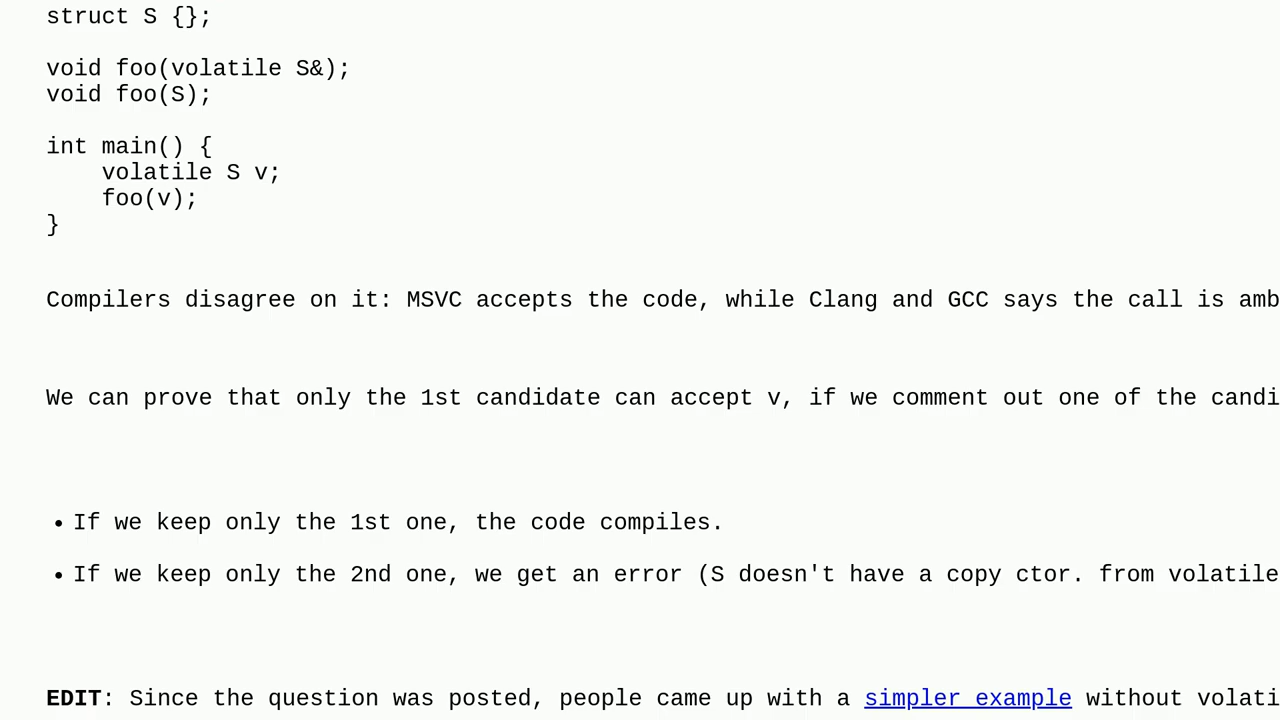 struct S {};
void foo(volatile S&);
void foo(S);
int main() {
    volatile S v;
    foo(v);
}
Compilers disagree on it: MSVC accepts the code, while Clang and GCC says the call is amb
We can prove that only the 1st candidate can accept v, if we comment out one of the candi
• If we keep only the 1st one, the code compiles.
• If we keep only the 2nd one, we get an error (S doesn't have a copy ctor. from volatile
EDIT: Since the question was posted, people came up with a simpler example without volati